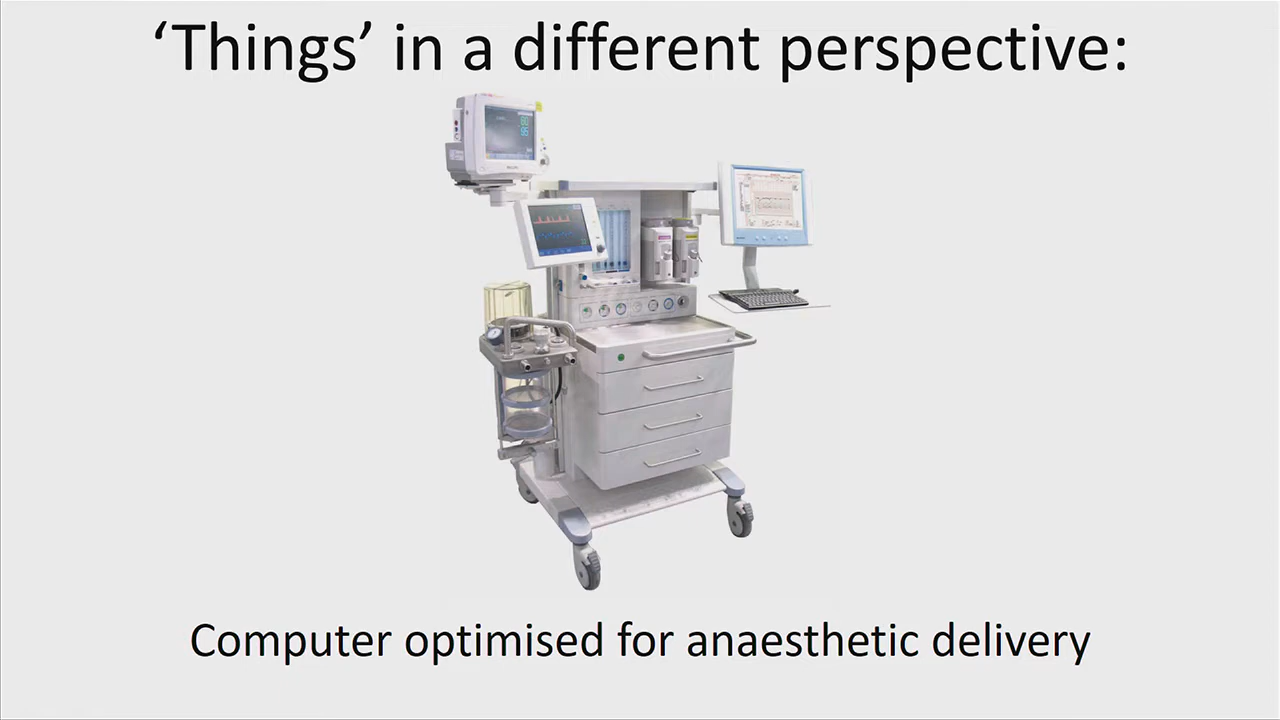 ‘Things’ in a different perspective:
Computer optimised for anaesthetic delivery